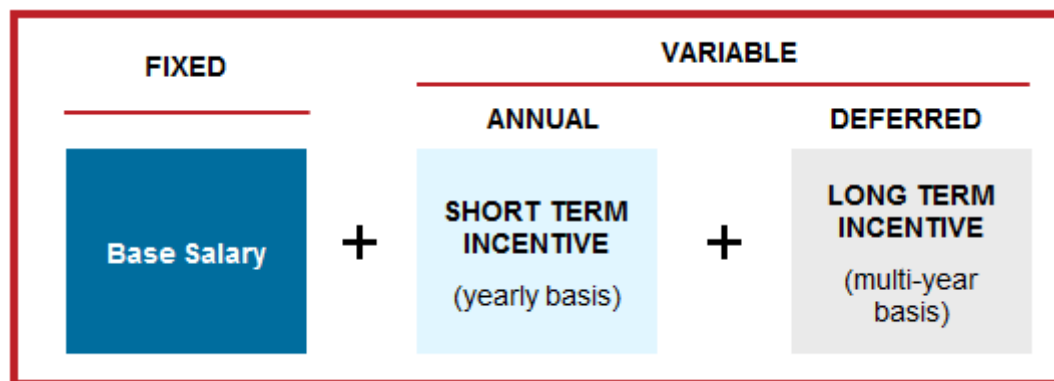 FIXED
VARIABLE
ANNUAL
DEFERRED
Base Salary
+
SHORT TERM
INCENTIVE
(yearly basis)
+
LONG TERM
INCENTIVE
(multi-year
basis)